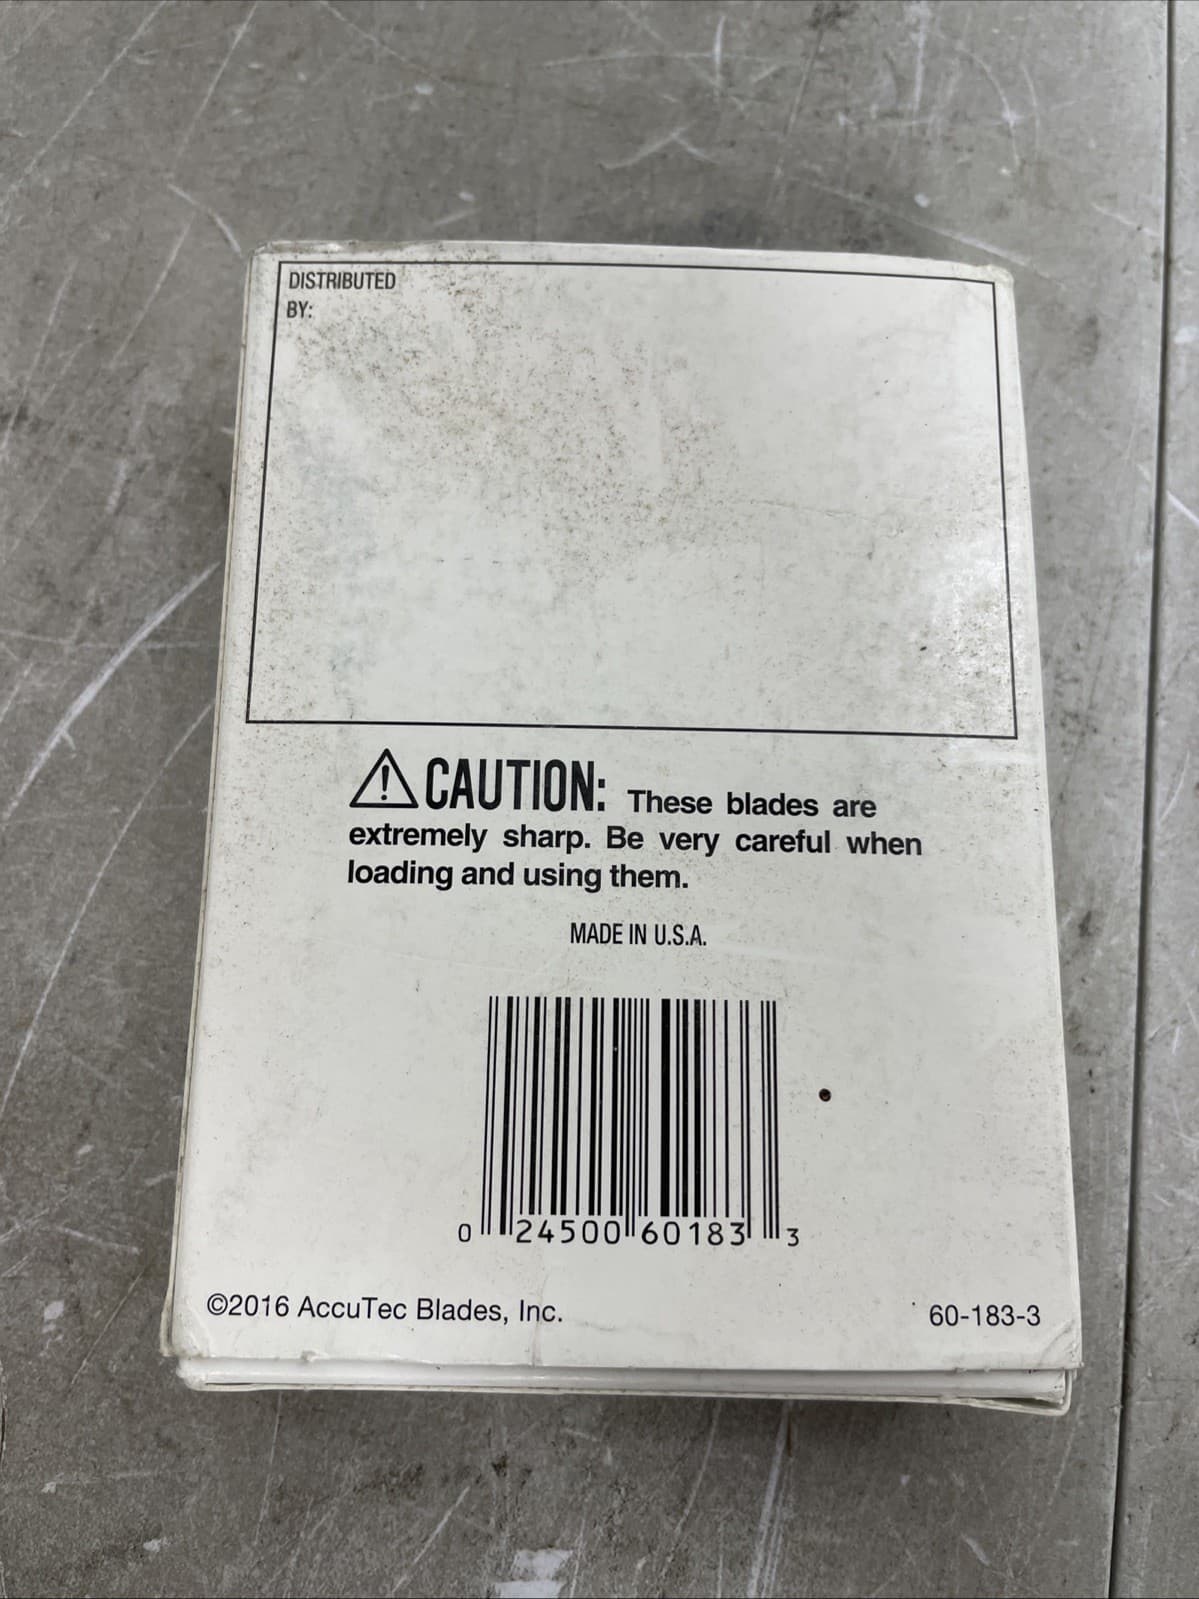 DISTRIBUTED
BY:
CAUTION: These blades are
extremely sharp. Be very careful when
loading and using them.
MADE IN U.S.A.
0 24500 60183 3
©2016 AccuTec Blades, Inc.
60-183-3